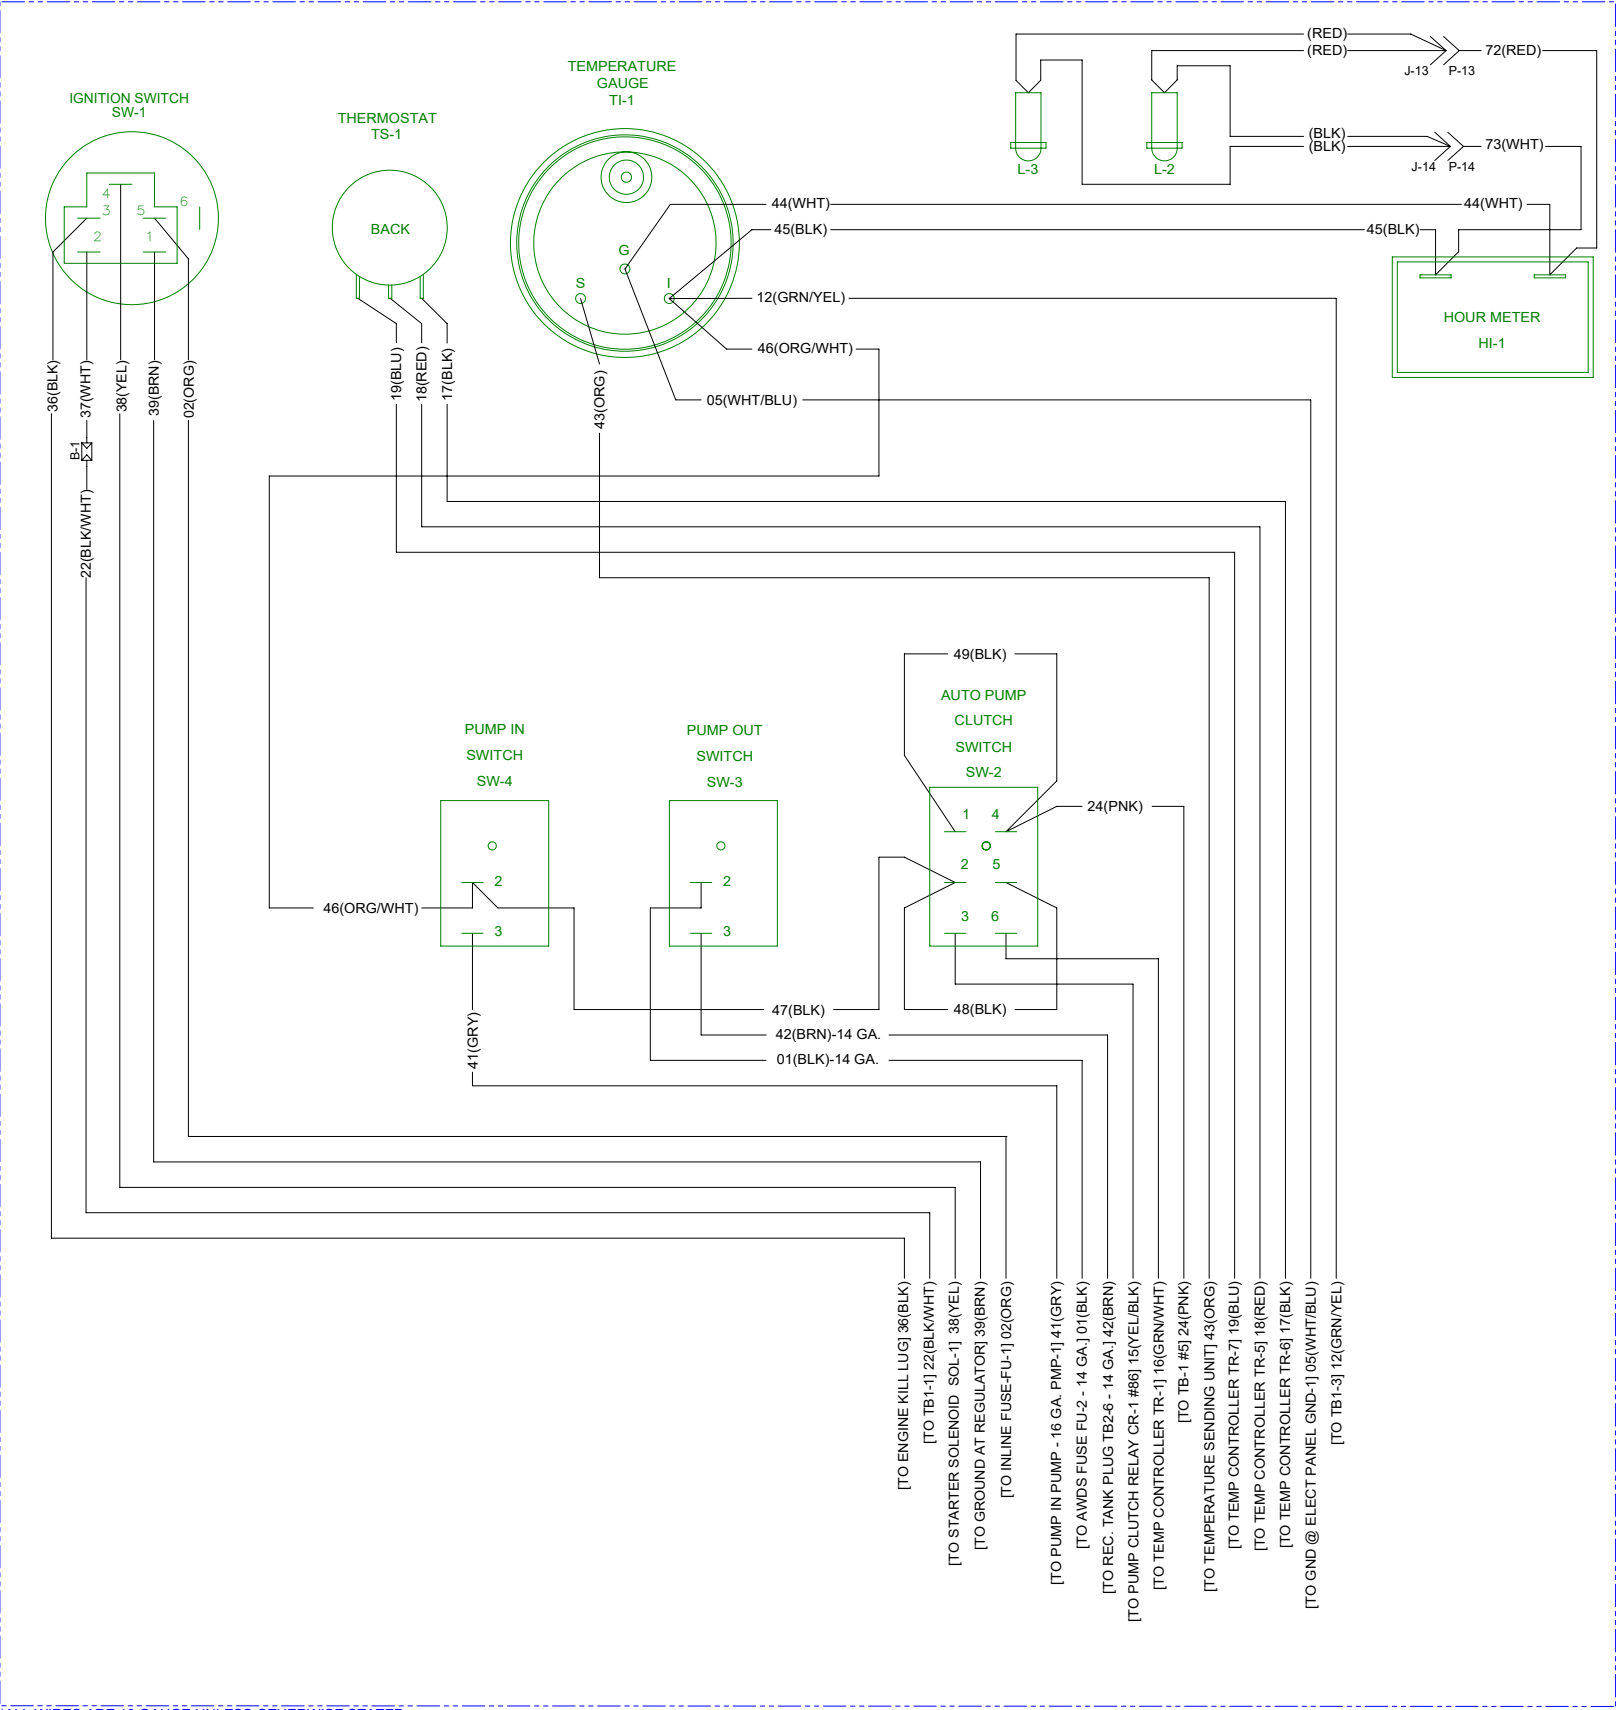 (RED)
(RED)
72(RED)
J-13
P-13
TEMPERATURE
GAUGE
TI-1
IGNITION SWITCH
SW-1
THERMOSTAT
TS-1
(BLK)
(BLK)
73(WHT)
J-14
P-14
L-3
L-2
4
3
5
6
2
1
BACK
44(WHT)
44(WHT)
45(BLK)
45(BLK)
G
S
I
12(GRN/YEL)
46(ORG/WHT)
05(WHT/BLU)
HOUR METER
HI-1
36(BLK)
37(WHT)
38(YEL)
39(BRN)
02(ORG)
19(BLU)
18(RED)
17(BLK)
43(ORG)
B-1
22(BLK/WHT)
49(BLK)
AUTO PUMP
CLUTCH
SWITCH
SW-2
PUMP IN
SWITCH
SW-4
PUMP OUT
SWITCH
SW-3
1
4
24(PNK)
2
5
2
2
3
6
46(ORG/WHT)
3
3
47(BLK)
48(BLK)
41(GRY)
42(BRN)-14 GA.
01(BLK)-14 GA.
[TO ENGINE KILL LUG] 36(BLK)
[TO TB1-1] 22(BLK/WHT)
[TO STARTER SOLENOID SOL-1] 38(YEL)
[TO GROUND AT REGULATOR] 39(BRN)
[TO INLINE FUSE-FU-1] 02(ORG)
[TO PUMP IN PUMP - 16 GA. PMP-1] 41(GRY)
[TO AWDS FUSE FU-2 - 14 GA.] 01(BLK)
[TO REC. TANK PLUG TB2-6 - 14 GA.] 42(BRN)
[TO PUMP CLUTCH RELAY CR-1 #86] 15(YEL/BLK)
[TO TEMP CONTROLLER TR-1] 16(GRN/WHT)
[TO TB-1 #5] 24(PNK)
[TO TEMPERATURE SENDING UNIT] 43(ORG)
[TO TEMP CONTROLLER TR-7] 19(BLU)
[TO TEMP CONTROLLER TR-5] 18(RED)
[TO TEMP CONTROLLER TR-6] 17(BLK)
[TO GND @ ELECT PANEL GND-1] 05(WHT/BLU)
[TO TB1-3] 12(GRN/YEL)